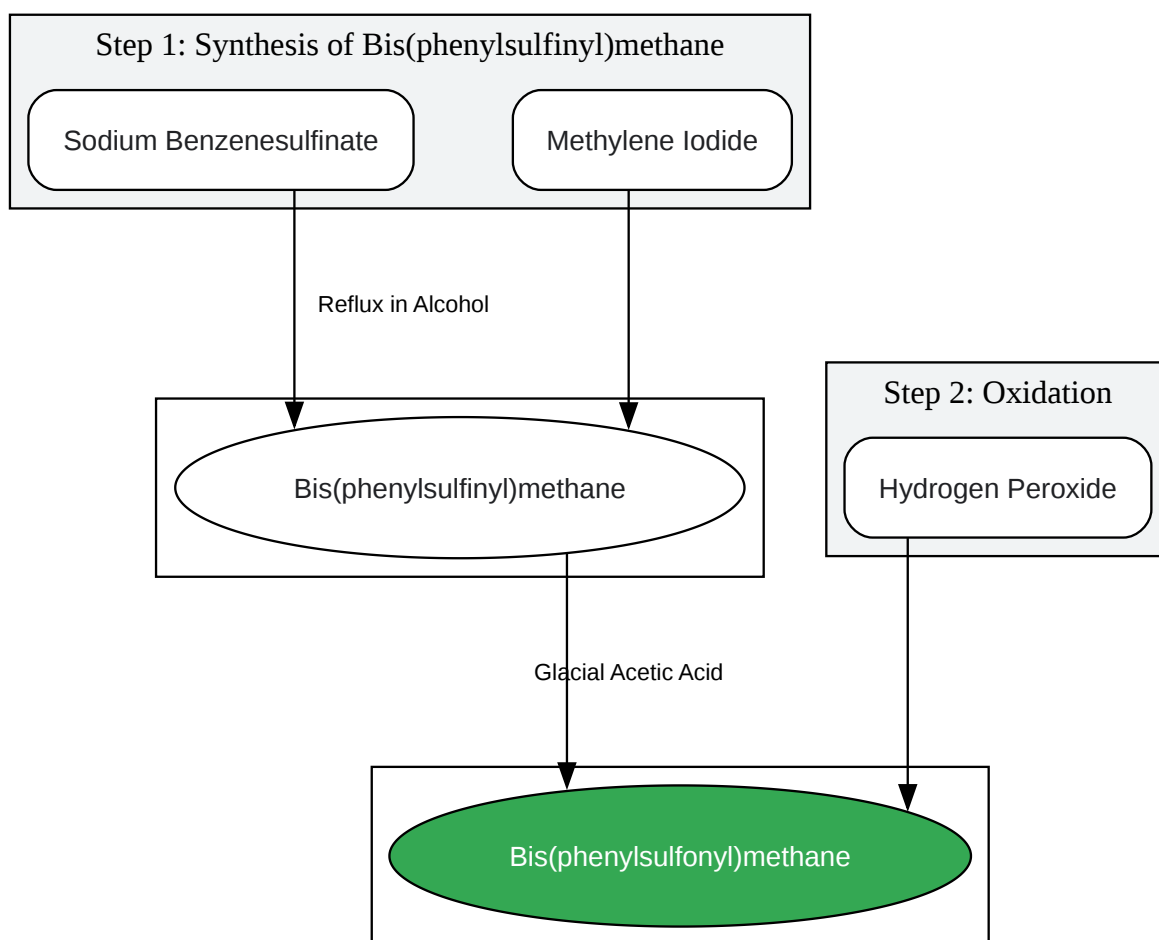 Step 1: Synthesis of Bis(phenylsulfinyl)methane
Sodium Benzenesulfinate
Methylene Iodide
Reflux in Alcohol
Step 2: Oxidation
Bis(phenylsulfinyl)methane
Hydrogen Peroxide
Glacial Acetic Acid
Bis(phenylsulfonyl)methane